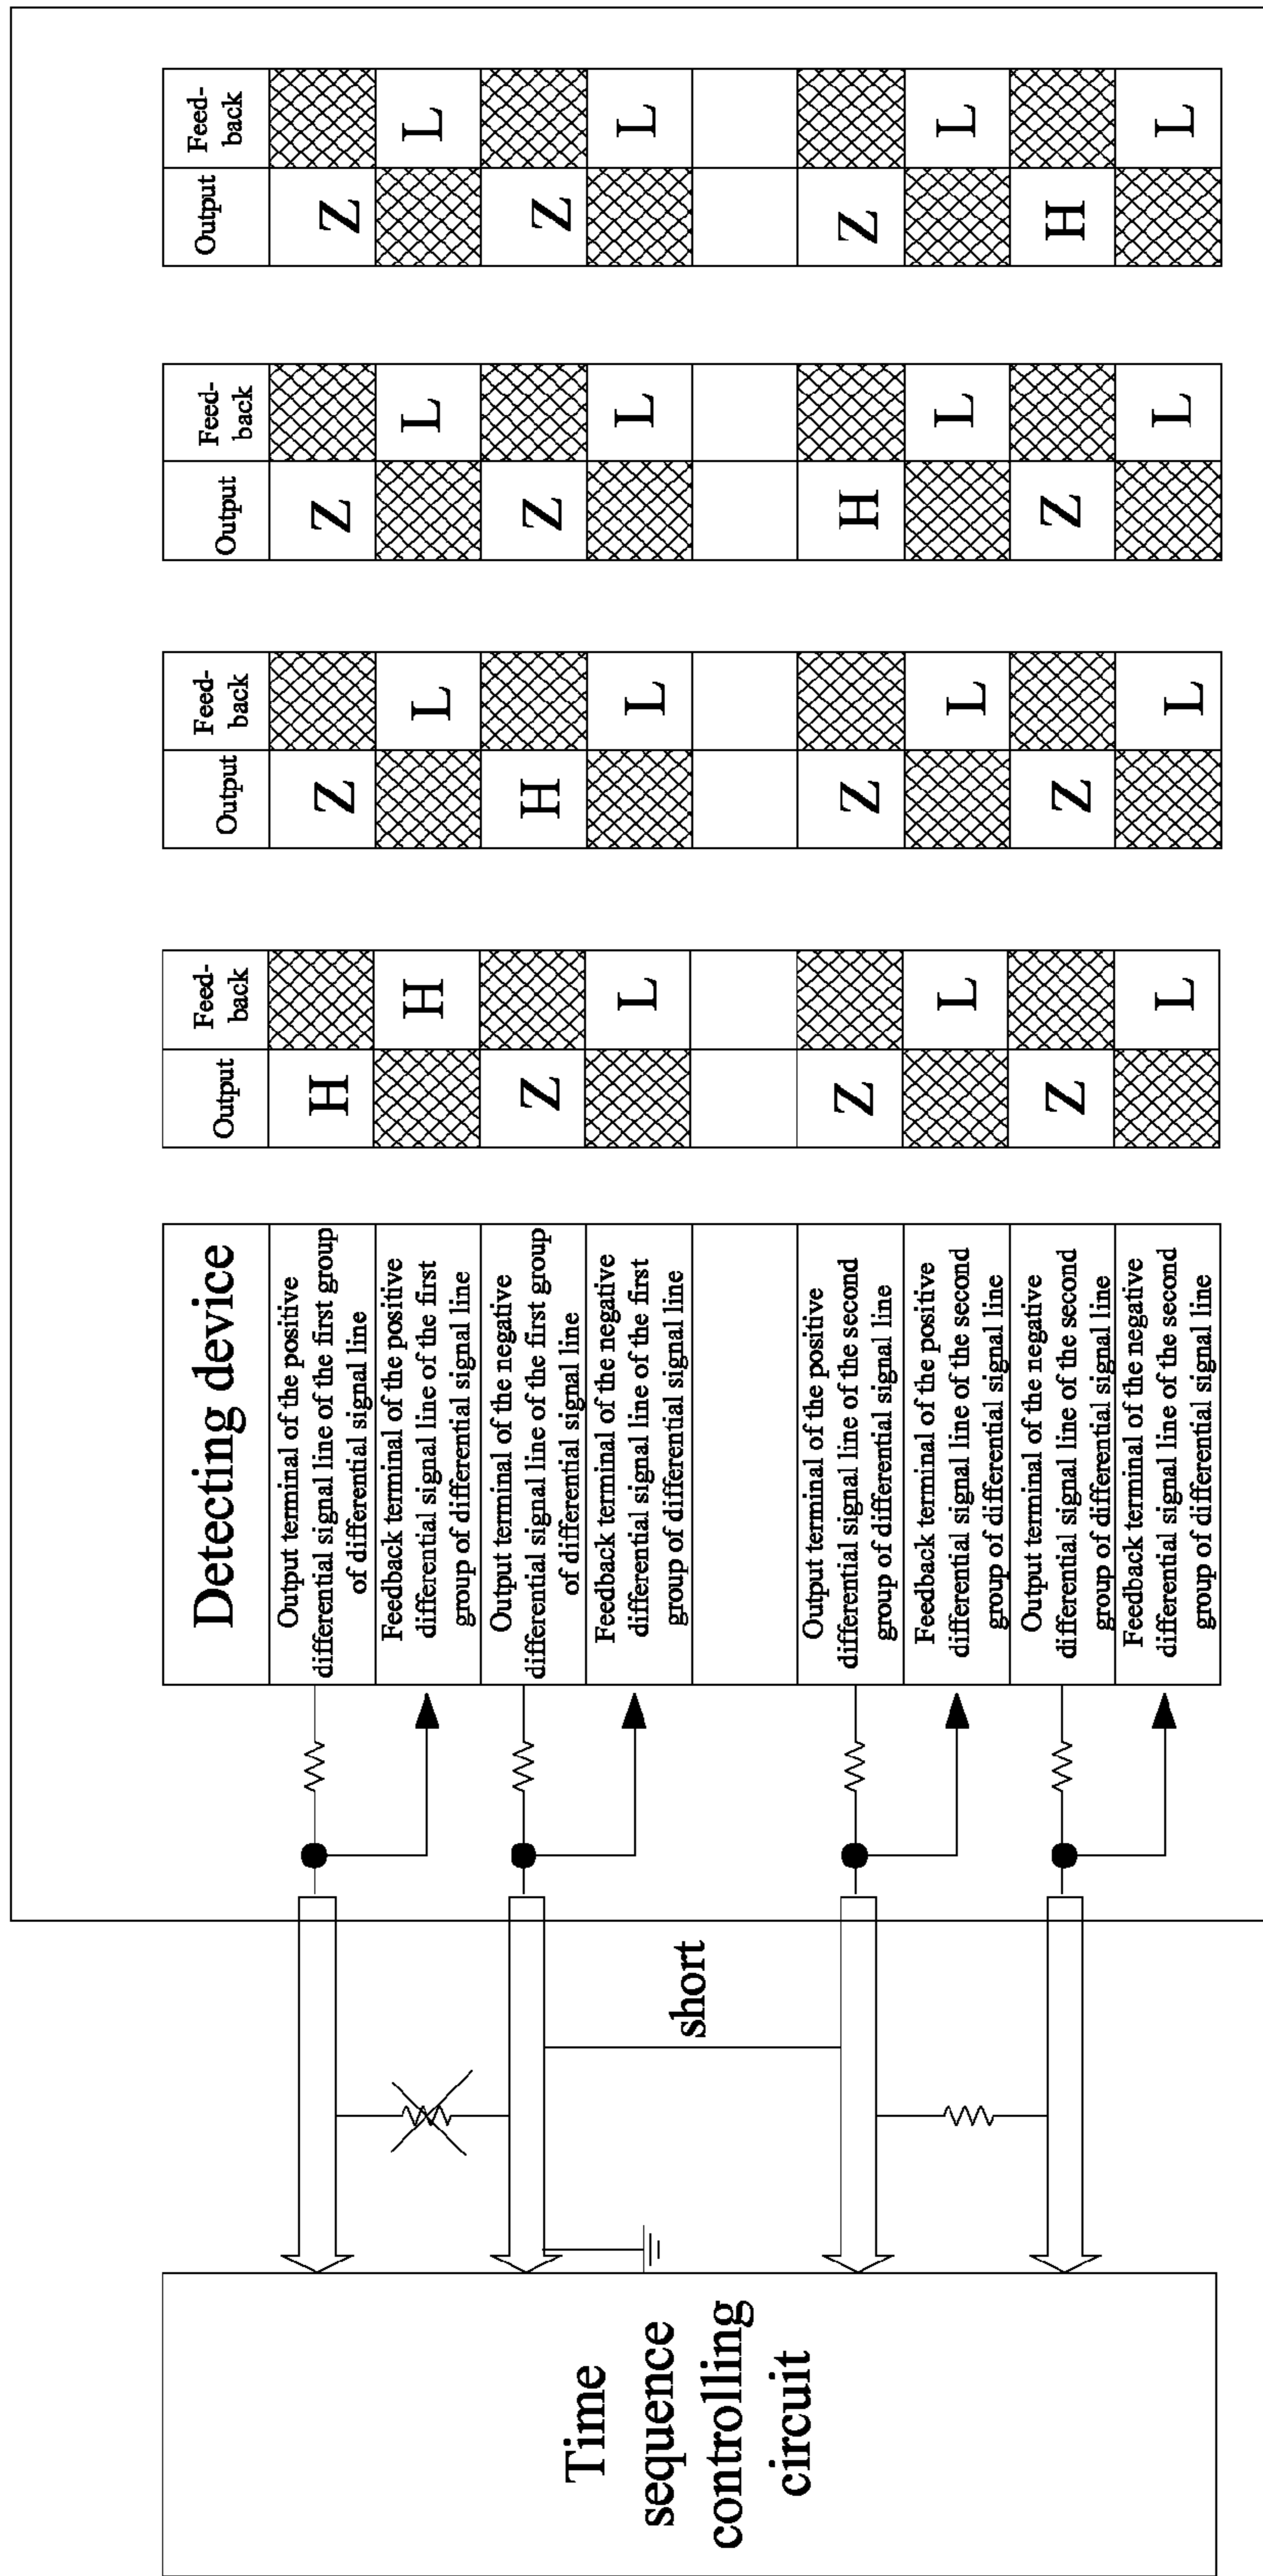 Time
sequence
controlling
circuit
short
Detecting device
Output terminal of the positive
differential signal line of the first group
of differential signal line
Feedback terminal of the positive
differential signal line of the first
group of differential signal line
Output terminal of the negative
differential signal line of the first group
of differential signal line
Feedback terminal of the negative
differential signal line of the first
group of differential signal line
Output terminal of the positive
differential signal line of the second
group of differential signal line
Feedback terminal of the positive
differential signal line of the second
group of differential signal line
Output terminal of the negative
differential signal line of the second
group of differential signal line
Feedback terminal of the negative
differential signal line of the second
group of differential signal line
Output
Feed-
back
H
H
Z
L
Z
L
Z
L
Output
Feed-
back
Z
L
H
L
Z
L
Z
L
Output
Feed-
back
Z
L
Z
L
H
L
Z
L
Output
Feed-
back
Z
L
Z
L
Z
L
H
L